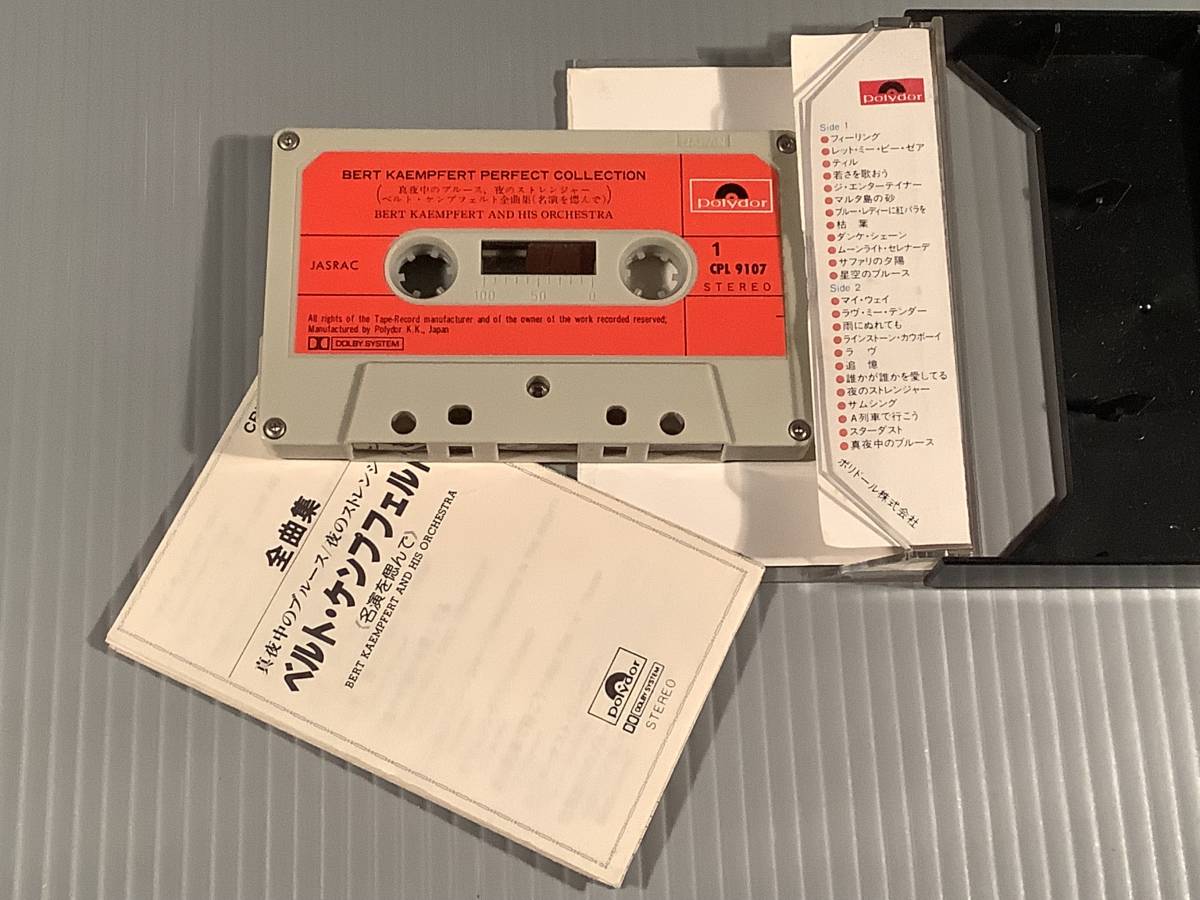 JAPAN
BERT KAEMPFERT PERFECT COLLECTION
(真夜中のブルース、夜のストレンジャー
ベルト・ケンプフェルト全曲集(名演を偲んで))
BERT KAEMPFERT AND HIS ORCHESTRA
polydor
JASRAC
1
CPL 9107
STEREO
100 50 0
All rights of the Tape-Record manufacturer and of the owner of the work recorded reserved;
Manufactured by Polydor K.K., Japan
DOLBY SYSTEM
polydor
Side 1
フィーリング
レット・ミー・ビー・ゼア
ティル
若さを歌おう
ジ・エンターテイナー
マルタ島の砂
ブルー・レディーに紅バラを
枯葉
ダンケ・シェーン
ムーンライト・セレナーデ
サファリの夕陽
星空のブルース
Side 2
マイ・ウェイ
ラヴ・ミー・テンダー
雨にぬれても
ラインストーン・カウボーイ
ラヴ
追憶
誰かが誰かを愛してる
夜のストレンジャー
サムシング
A列車で行こう
スターダスト
真夜中のブルース
ポリドール株式会社
全曲集
真夜中のブルース/夜のストレンジ
ベルト・ケンプフェルト
《名演を偲んで》
BERT KAEMPFERT AND HIS ORCHESTRA
polydor
DOLBY SYSTEM
STEREO